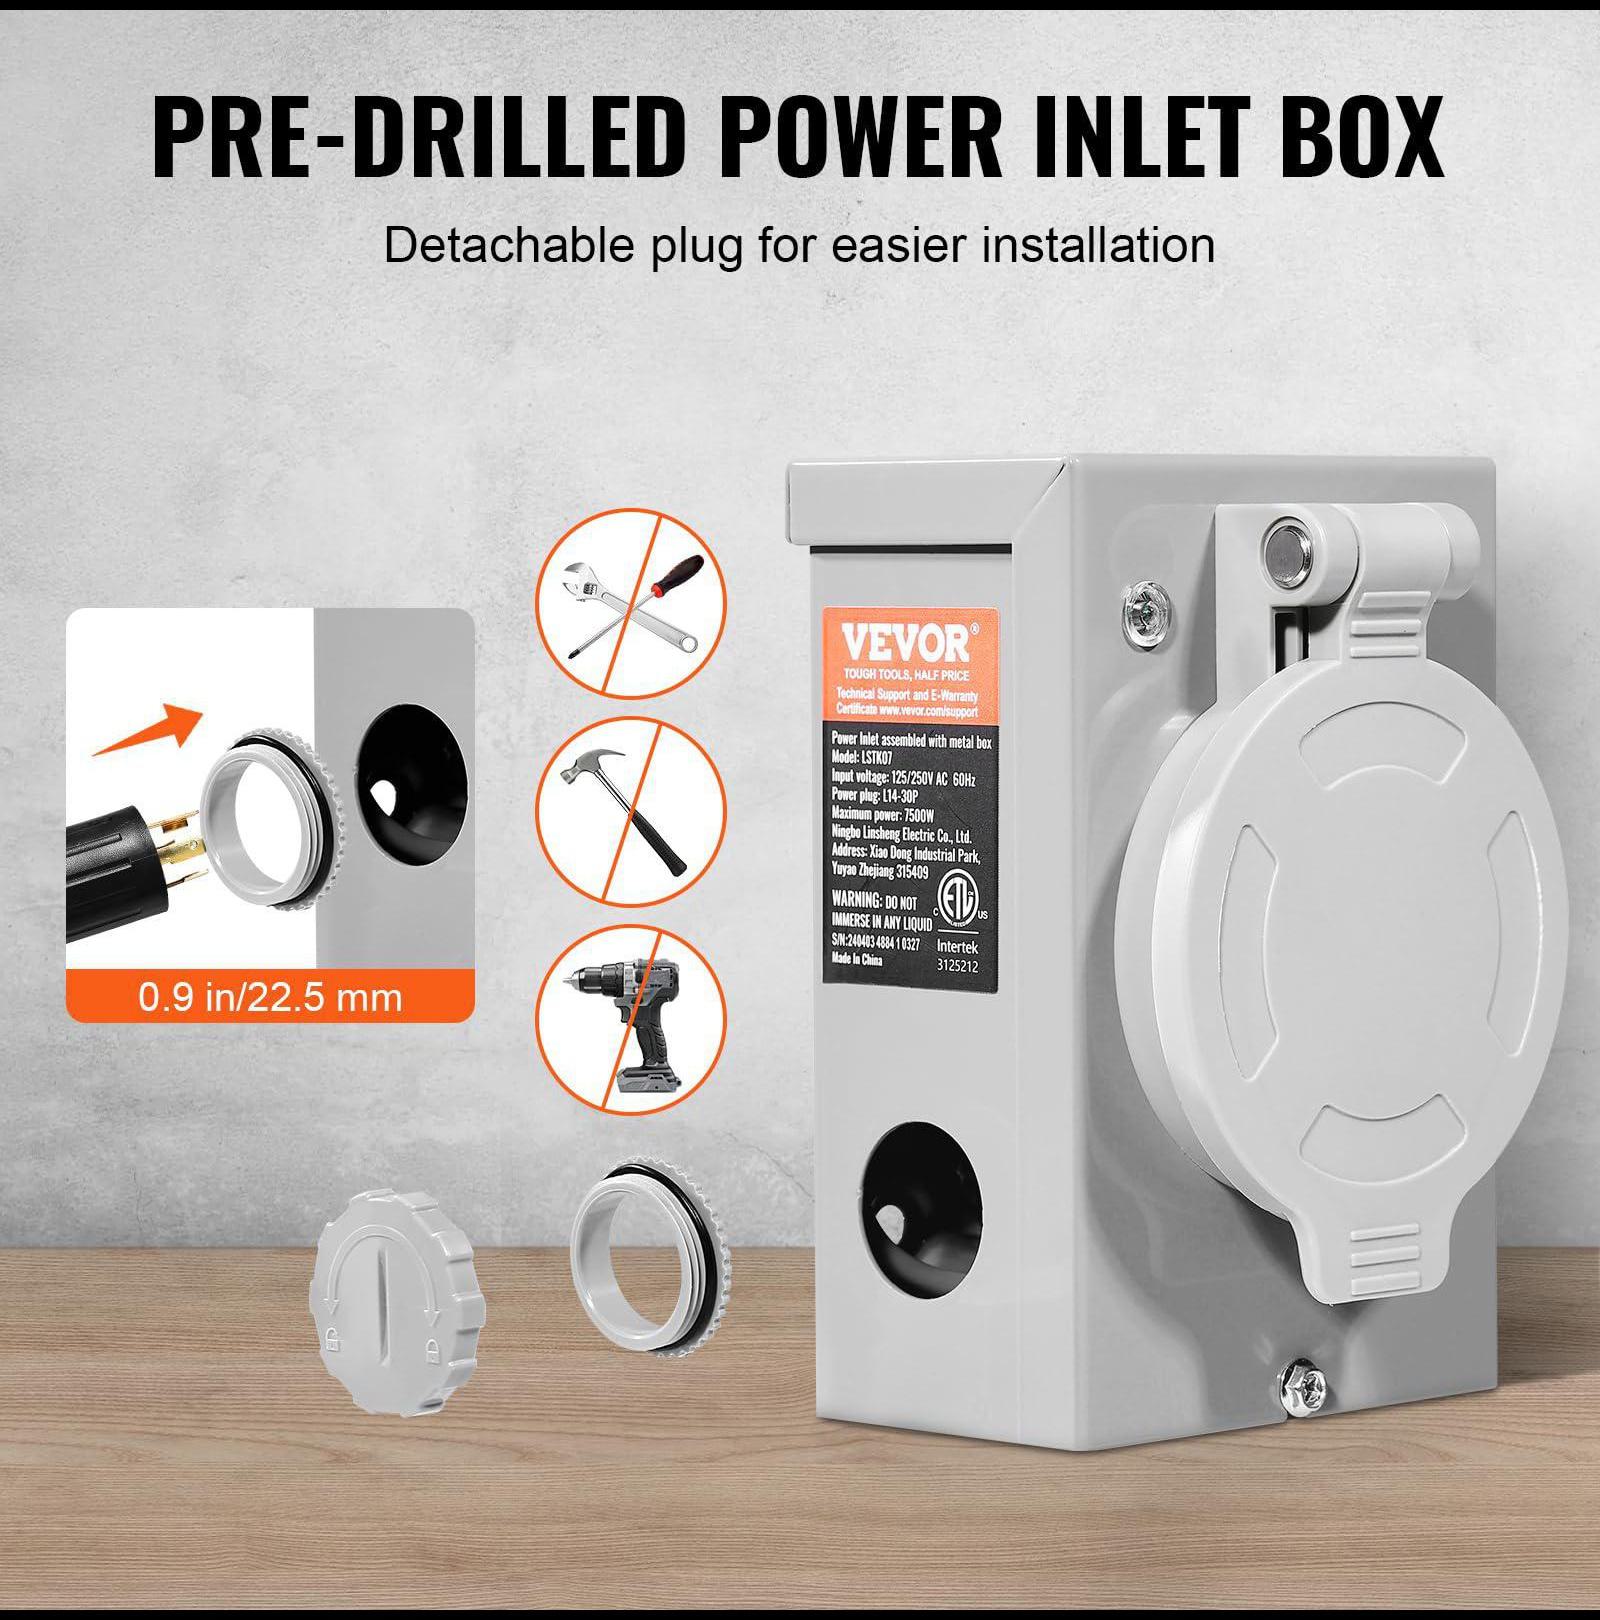 PRE-DRILLED POWER INLET BOX
Detachable plug for easier installation
VEVOR®
TOUGH TOOLS, HALF PRICE
Technical Support and E-Warranty
Certificate www.vevor.com/support
Power Inlet assembled with metal box
Model: LSTK07
Input voltage: 125/250V AC 60Hz
Power plug: L14-30P
Maximum power: 7500W
Ningbo Linsheng Electric Co., Ltd.
Address: Xiao Dong Industrial Park,
Yuyao Zhejiang 315409
WARNING: DO NOT
IMMERSE IN ANY LIQUID
S/N:240403 4884 1 0327
Made In China
C ETL CM US
LISTED
Intertek
3125212
0.9 in/22.5 mm